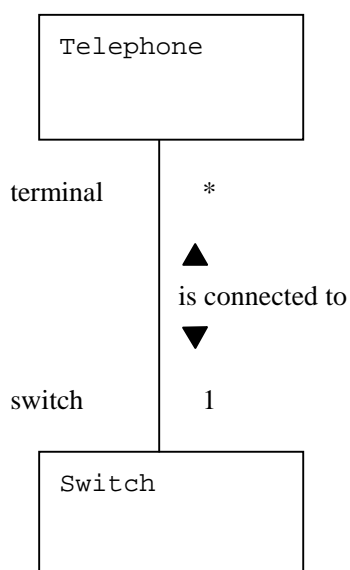 Telephone
terminal *
is connected to
switch 1
Switch